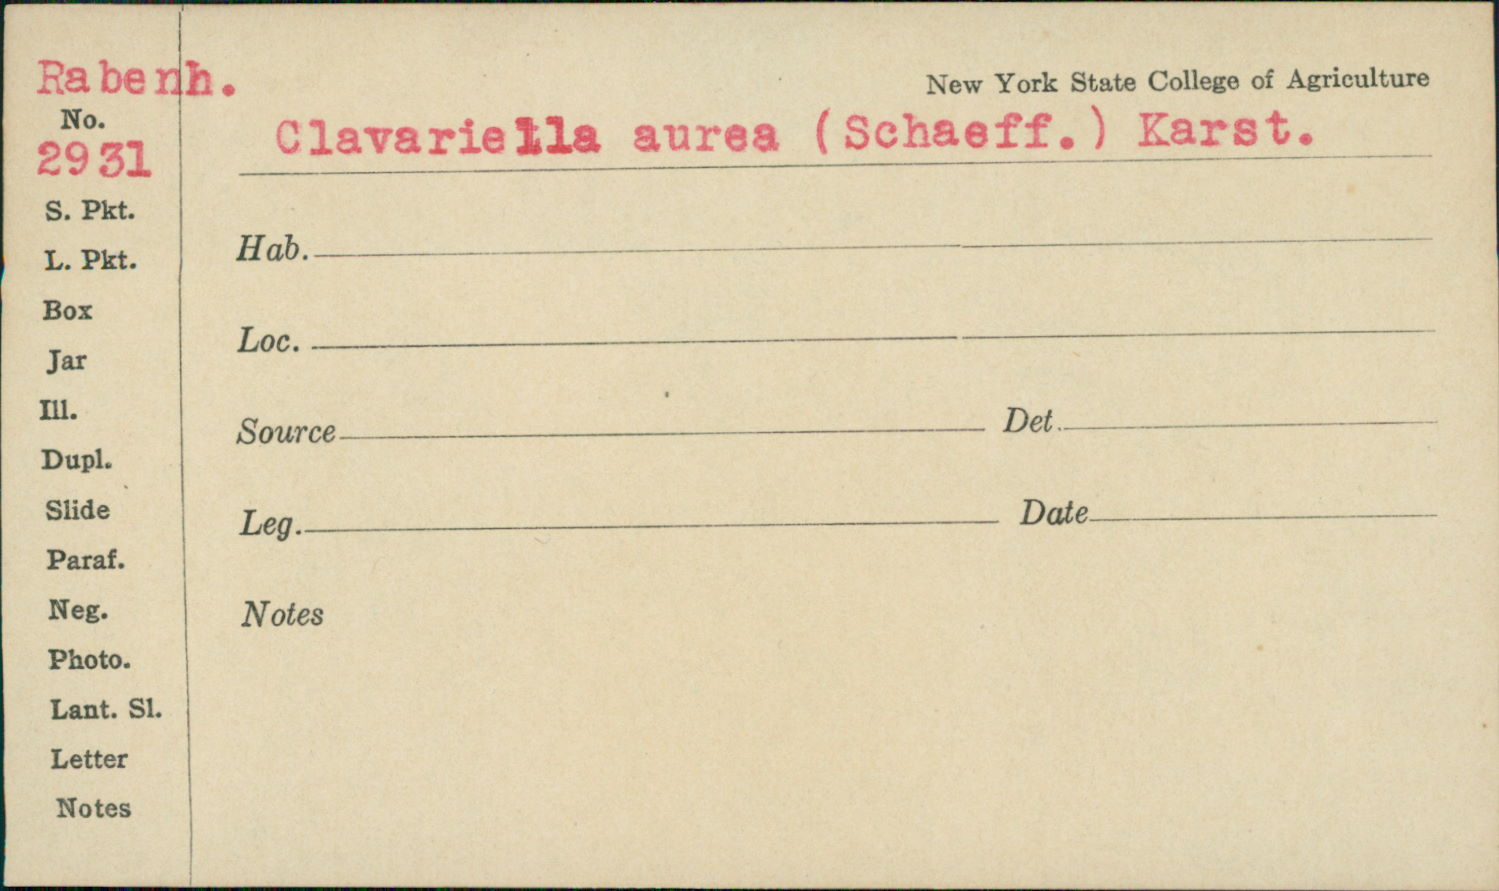 Rabenh.
New York State College of Agriculture
No.
Clavariella aurea (Schaeff.) Karst.
2931
S. Pkt.
Hab.
L. Pkt.
Box
Loc.
Jar
Ill.
Source Det.
Dupl.
Slide
Leg. Date
Paraf.
Neg.
Notes
Photo.
Lant. Sl.
Letter
Notes